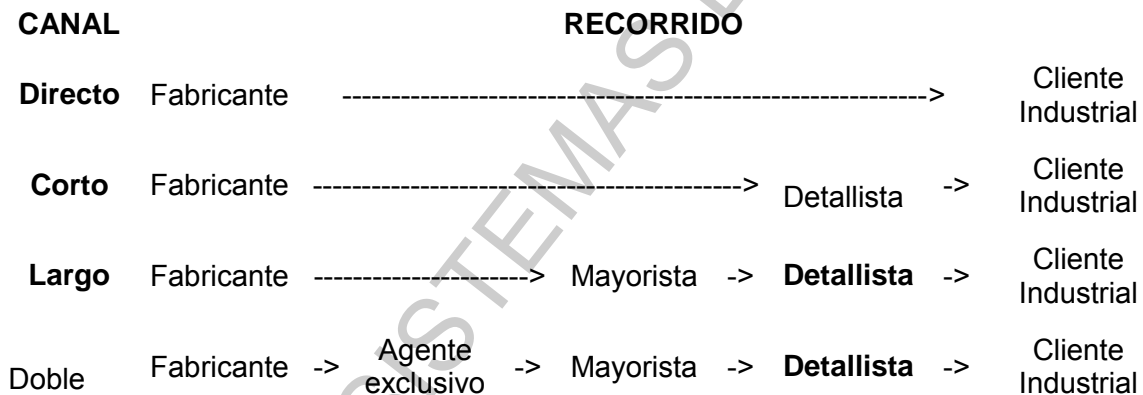 CANAL RECORRIDO
Directo Fabricante ------------------------------------------------------------> Cliente Industrial
Corto Fabricante --------------------------------------------> Detallista -> Cliente Industrial
Largo Fabricante ----------------------> Mayorista -> Detallista -> Cliente Industrial
Doble Fabricante -> Agente exclusivo -> Mayorista -> Detallista -> Cliente Industrial
SISTEMAS